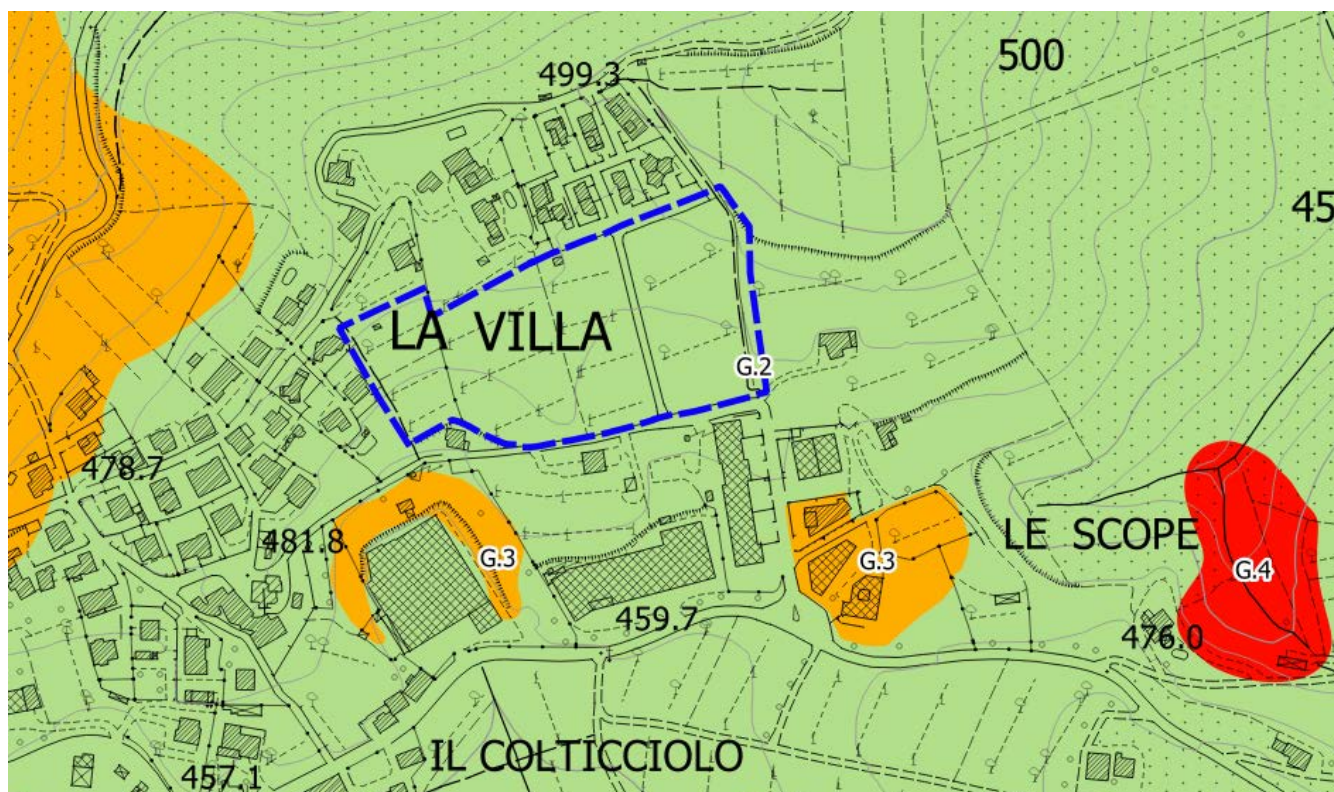 500
499.3
45
LA VILLA
G.2
478.7
481.8
G.3
G.3
LE SCOPE
G.4
459.7
476.0
IL COLTICCIOLO
457.1